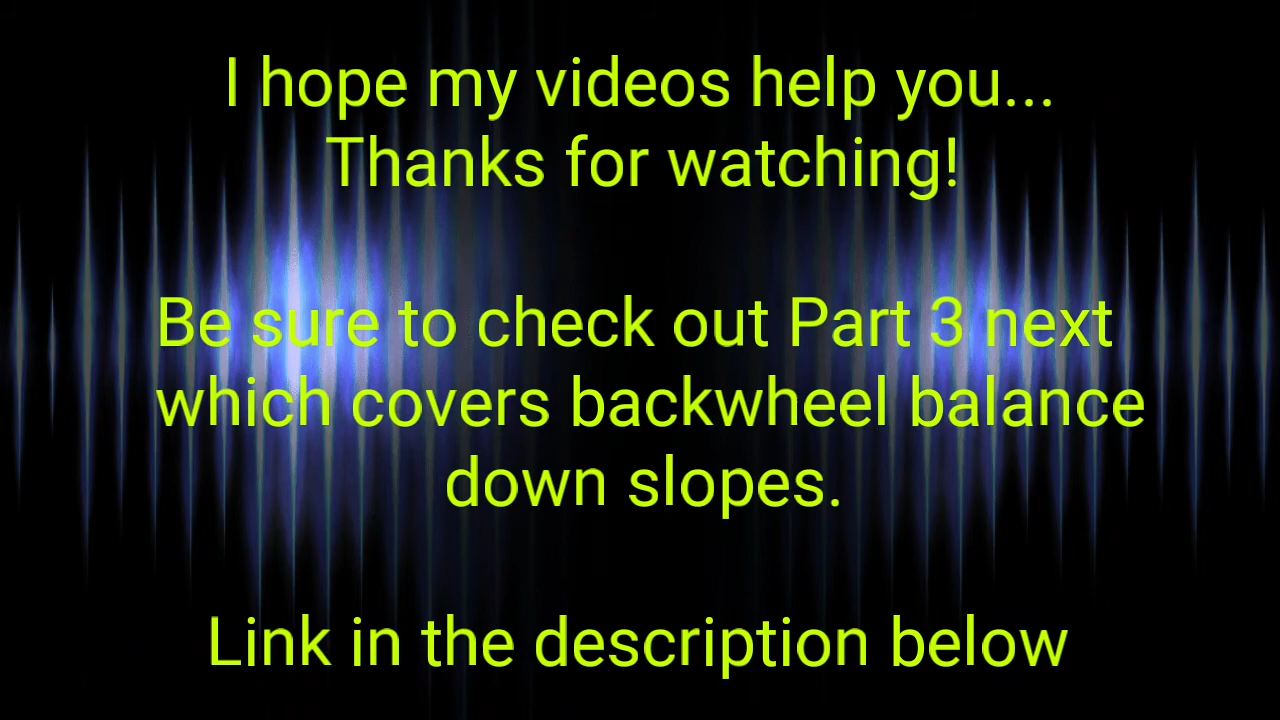 I hope my videos help you...
Thanks for watching!
Be sure to check out Part 3 next
which covers backwheel balance
down slopes.
Link in the description below